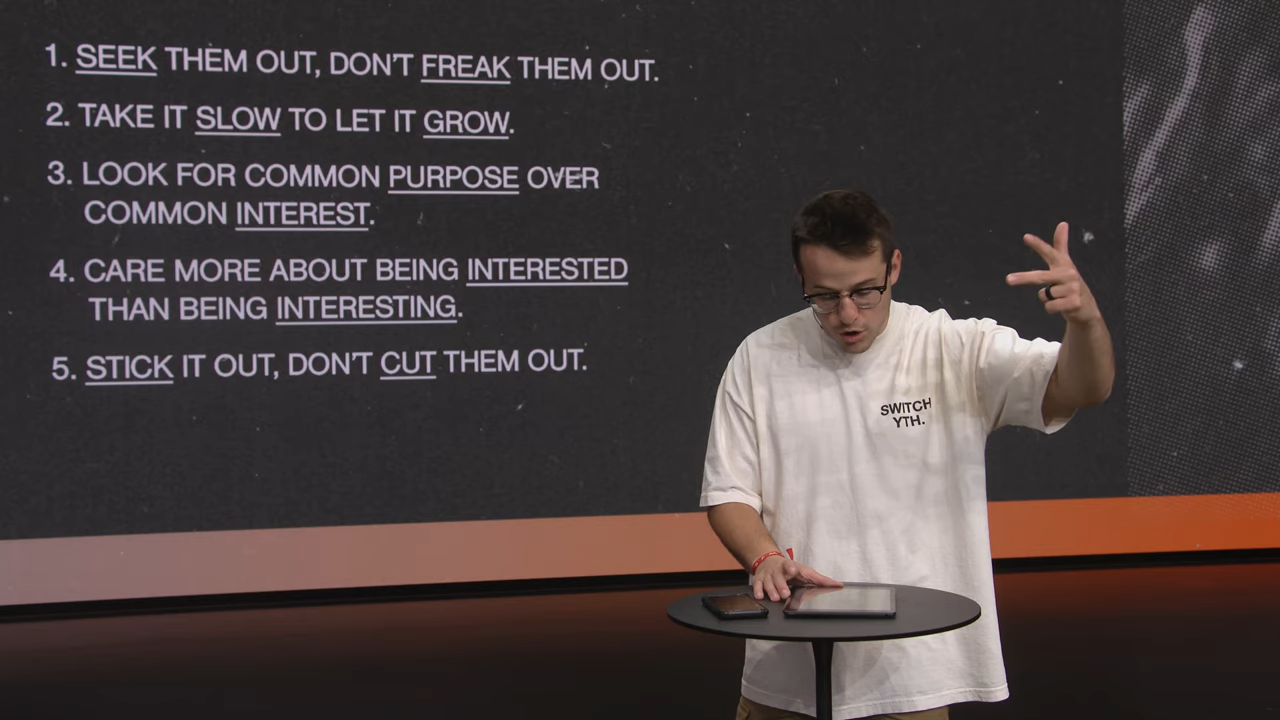 1. SEEK THEM OUT, DON'T FREAK THEM OUT.
2. TAKE IT SLOW TO LET IT GROW.
3. LOOK FOR COMMON PURPOSE OVER
COMMON INTEREST.
4. CARE MORE ABOUT BEING INTERESTED
THAN BEING INTERESTING.
5. STICK IT OUT, DON'T CUT THEM OUT.
SWITCH
YTH.